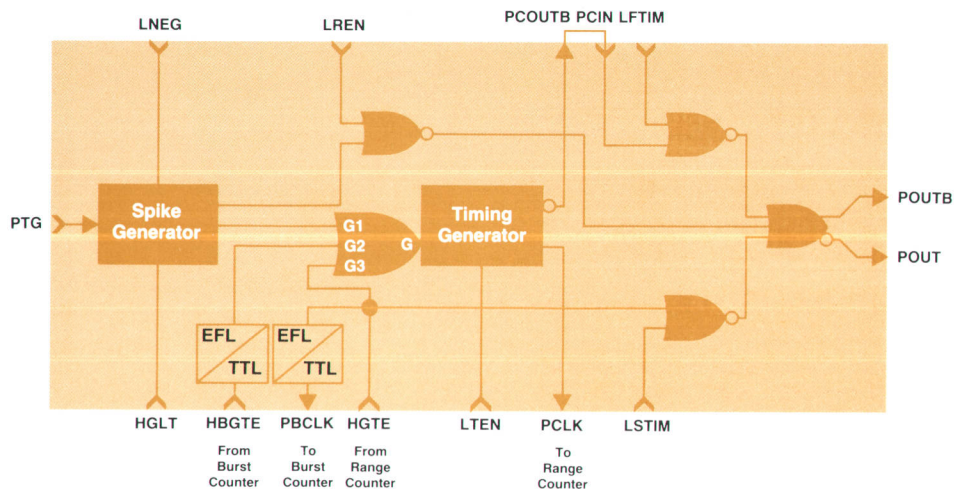 LNEG LREN PCOUTB PCIN LFTIM
PTG
Spike
Generator
G1
G2
G3
G
Timing
Generator
POUTB
POUT
EFL
TTL
EFL
TTL
HGLT HBGTE PBCLK HGTE LTEN PCLK LSTIM
From
Burst
Counter
To
Burst
Counter
From
Range
Counter
To
Range
Counter